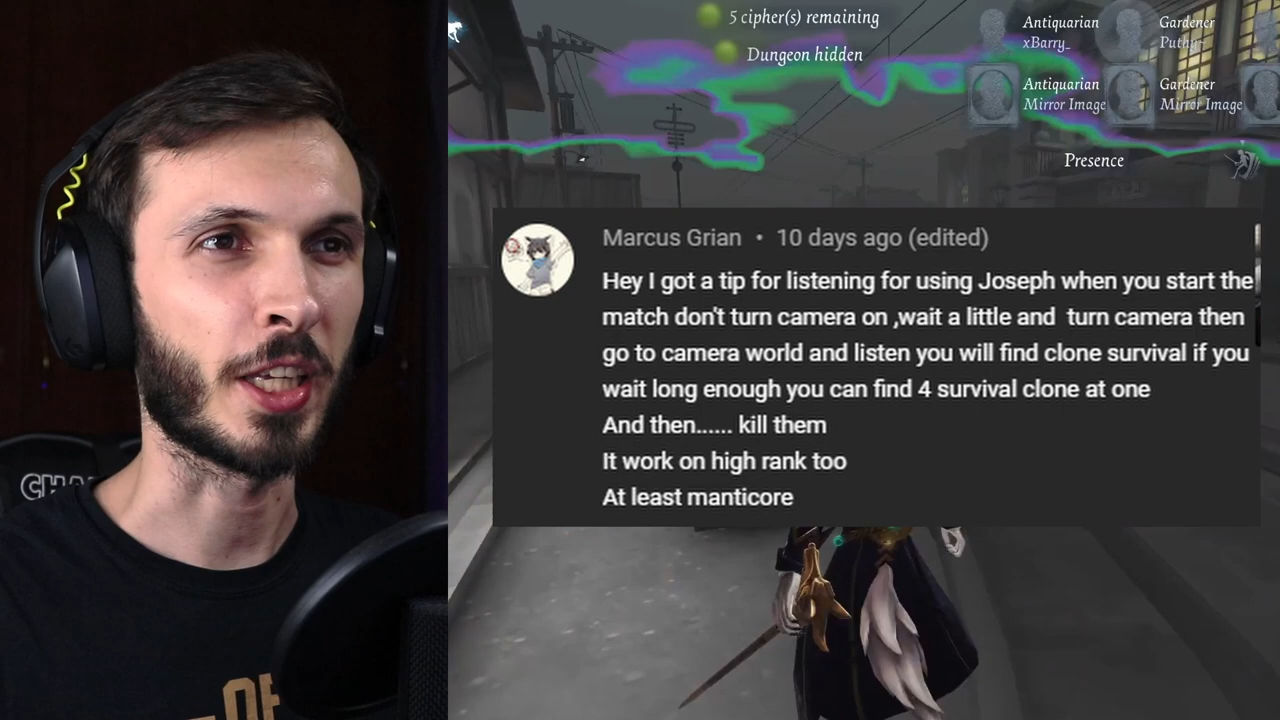 5 cipher(s) remaining
Dungeon hidden
Antiquarian
xBarry_
Gardener
Antiquarian
Mirror Image
Gardener
Mirror Image
Presence
Marcus Grian • 10 days ago (edited)
Hey I got a tip for listening for using Joseph when you start the
match don't turn camera on ,wait a little and turn camera then
go to camera world and listen you will find clone survival if you
wait long enough you can find 4 survival clone at one
And then...... kill them
It work on high rank too
At least manticore
CHA
OF